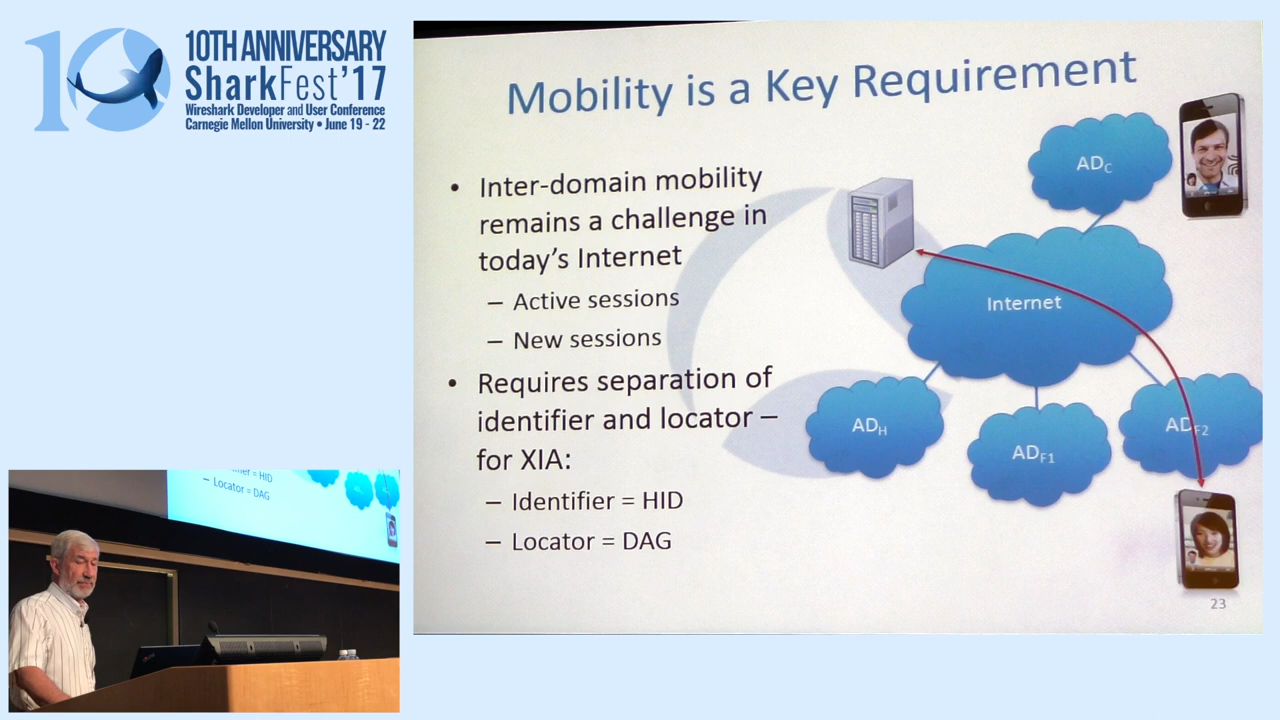 10
10TH ANNIVERSARY
SharkFest'17
Wireshark Developer and User Conference
Carnegie Mellon University • June 19 - 22
Mobility is a Key Requirement
• Inter-domain mobility
remains a challenge in
today's Internet
– Active sessions
– New sessions
• Requires separation of
identifier and locator –
for XIA:
– Identifier = HID
– Locator = DAG
ADC
Internet
ADH
ADF1
ADF2
23
= HID
– Locator = DAG